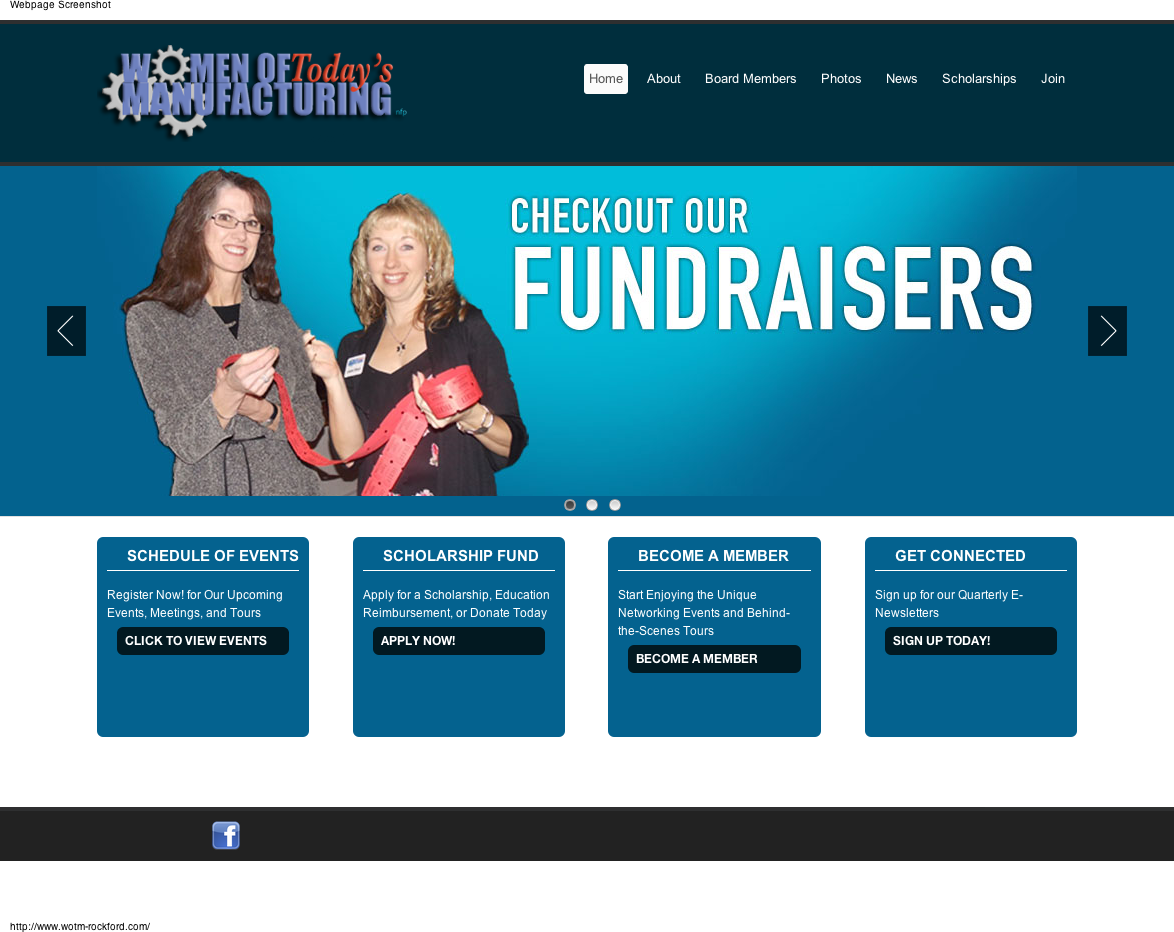 Webpage Screenshot
WOMEN OF Today's
MANUFACTURING nfp
Home About Board Members Photos News Scholarships Join
CHECKOUT OUR
FUNDRAISERS
SCHEDULE OF EVENTS
Register Now! for Our Upcoming
Events, Meetings, and Tours
CLICK TO VIEW EVENTS
SCHOLARSHIP FUND
Apply for a Scholarship, Education
Reimbursement, or Donate Today
APPLY NOW!
BECOME A MEMBER
Start Enjoying the Unique
Networking Events and Behind-
the-Scenes Tours
BECOME A MEMBER
GET CONNECTED
Sign up for our Quarterly E-
Newsletters
SIGN UP TODAY!
f
http://www.wotm-rockford.com/